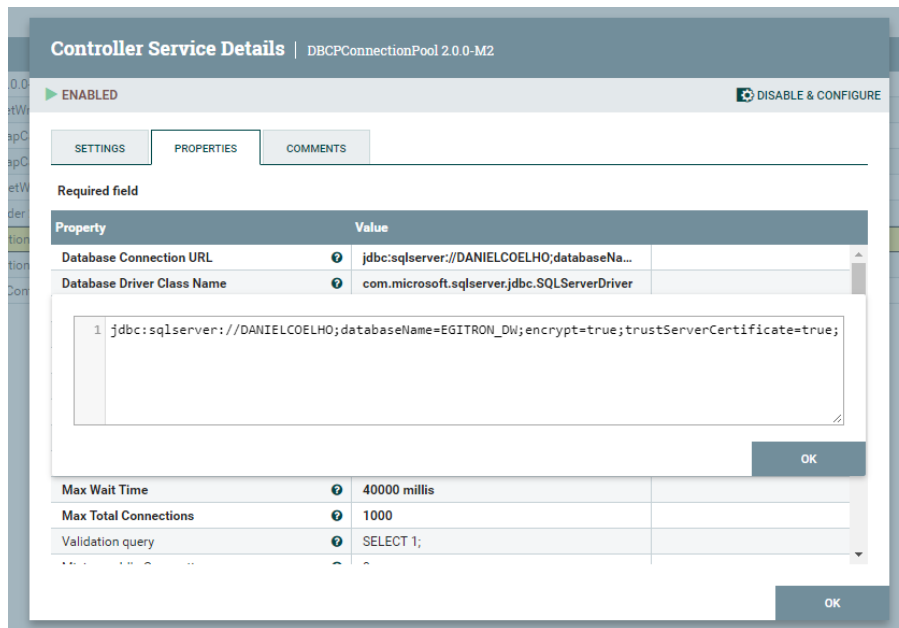 Controller Service Details | DBCPConnectionPool 2.0.0-M2
ENABLED
DISABLE & CONFIGURE
SETTINGS PROPERTIES COMMENTS
Required field
Property Value
Database Connection URL jdbc:sqlserver://DANIELCOELHO;databaseNa...
Database Driver Class Name com.microsoft.sqlserver.jdbc.SQLServerDriver
1 jdbc:sqlserver://DANIELCOELHO;databaseName=EGITRON_DW;encrypt=true;trustServerCertificate=true;
OK
Max Wait Time 40000 millis
Max Total Connections 1000
Validation query SELECT 1;
OK